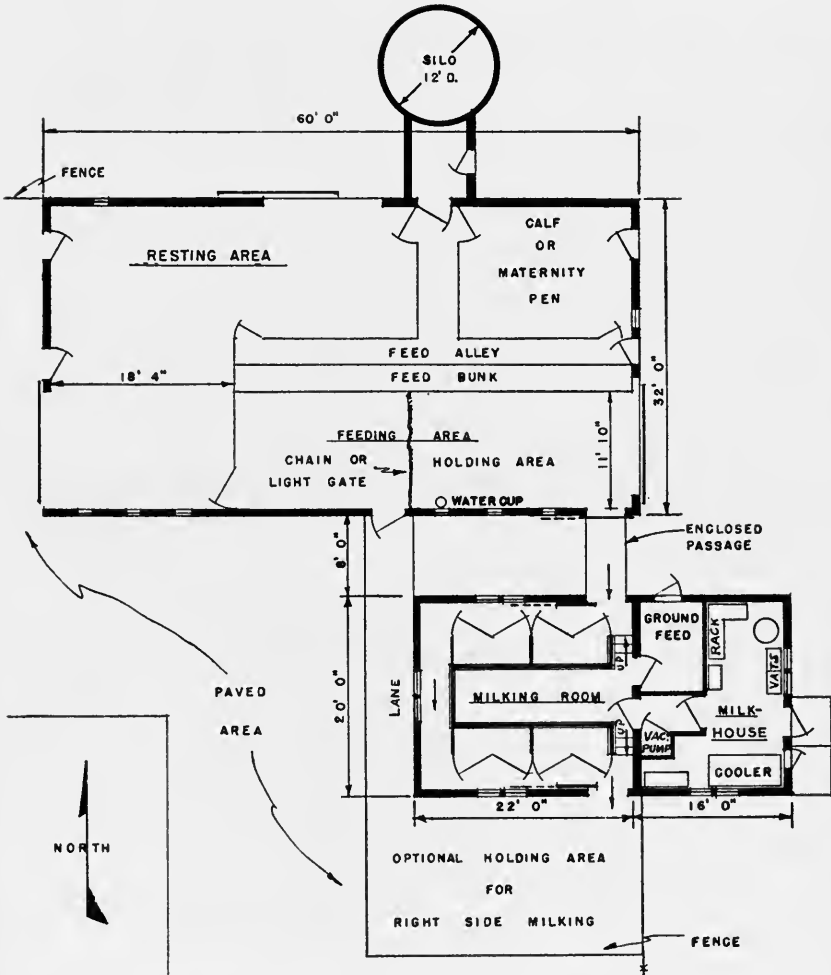 SILO
12' D.
60' 0"
FENCE
RESTING AREA
CALF
OR
MATERNITY
PEN
FEED ALLEY
FEED BUNK
18' 4"
32' 0"
FEEDING AREA
CHAIN OR
LIGHT GATE
HOLDING AREA
11' 10"
WATER CUP
ENCLOSED
PASSAGE
8' 0"
GROUND
FEED
RACK
VATS
UP
20' 0"
LANE
MILKING ROOM
PAVED
AREA
UP
VAC.
PUMP
MILK-
HOUSE
COOLER
22' 0"
16' 0"
NORTH
OPTIONAL HOLDING AREA
FOR
RIGHT SIDE MILKING
FENCE